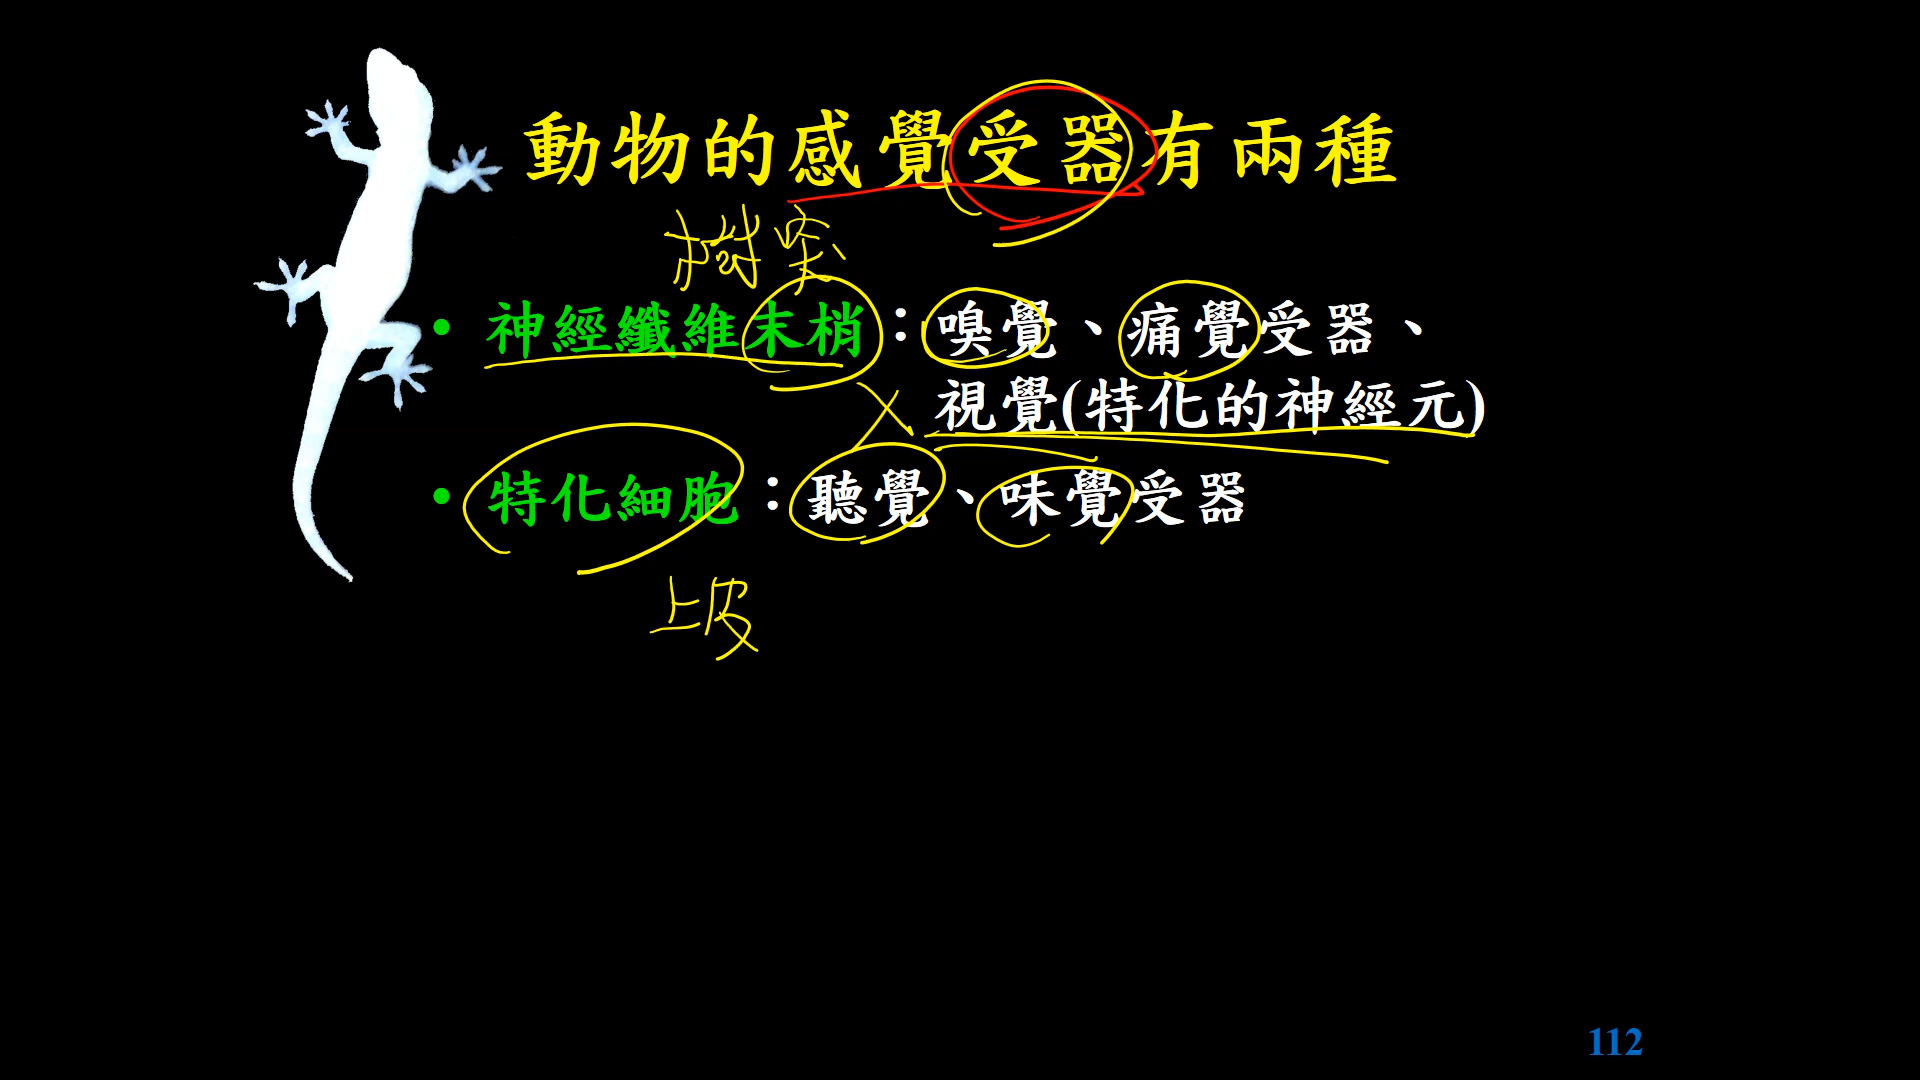 動物的感覺受器有兩種
樹突
• 神經纖維末梢：嗅覺、痛覺受器、
視覺(特化的神經元)
• 特化細胞：聽覺、味覺受器
上皮
112